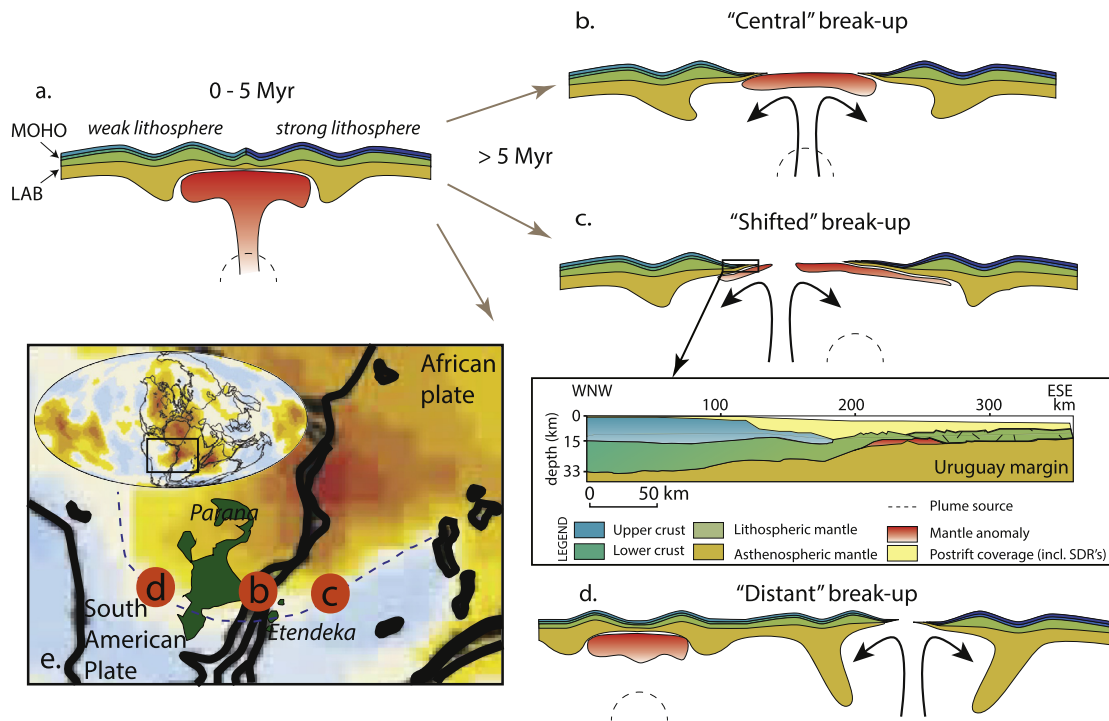 a.
0 - 5 Myr
MOHO
weak lithosphere
strong lithosphere
LAB
> 5 Myr
b.
“Central” break-up
c.
“Shifted” break-up
African
plate
Parana
d
b
c
South
American
Plate
Etendeka
e.
WNW
ESE
100
200
300
km
0
15
33
depth (km)
Uruguay margin
0
50 km
Plume source
LEGEND
Upper crust
Lithospheric mantle
Mantle anomaly
Lower crust
Asthenospheric mantle
Postrift coverage (incl. SDR's)
d.
“Distant” break-up